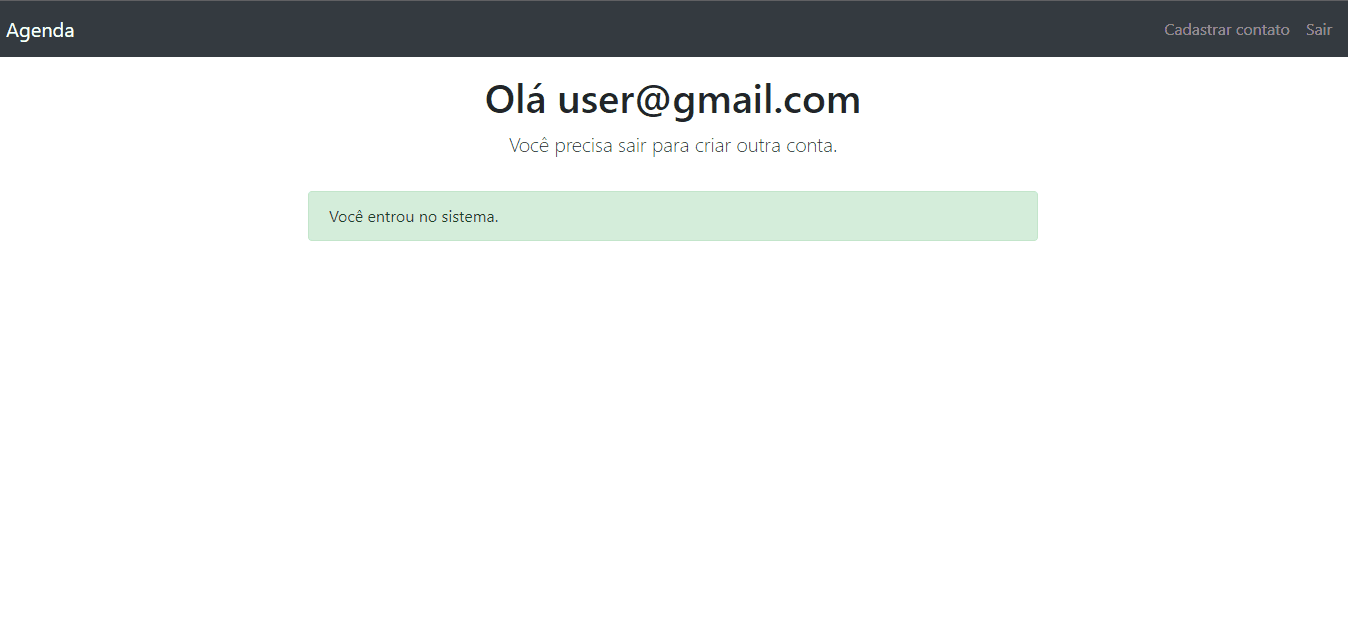 Agenda
Cadastrar contato
Sair
Olá user@gmail.com
Você precisa sair para criar outra conta.
Você entrou no sistema.